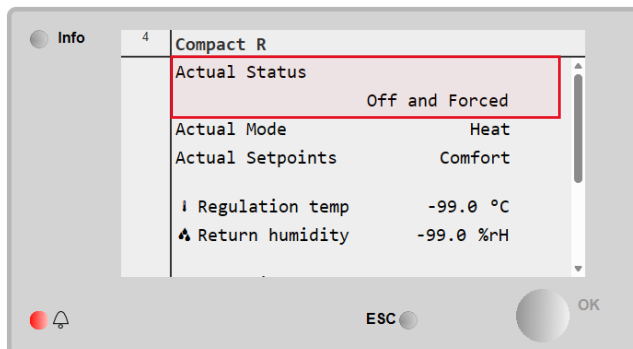 Info
4
Compact R
Actual Status
Off and Forced
Actual Mode Heat
Actual Setpoints Comfort
Regulation temp -99.0 °C
Return humidity -99.0 %rH
ESC
OK